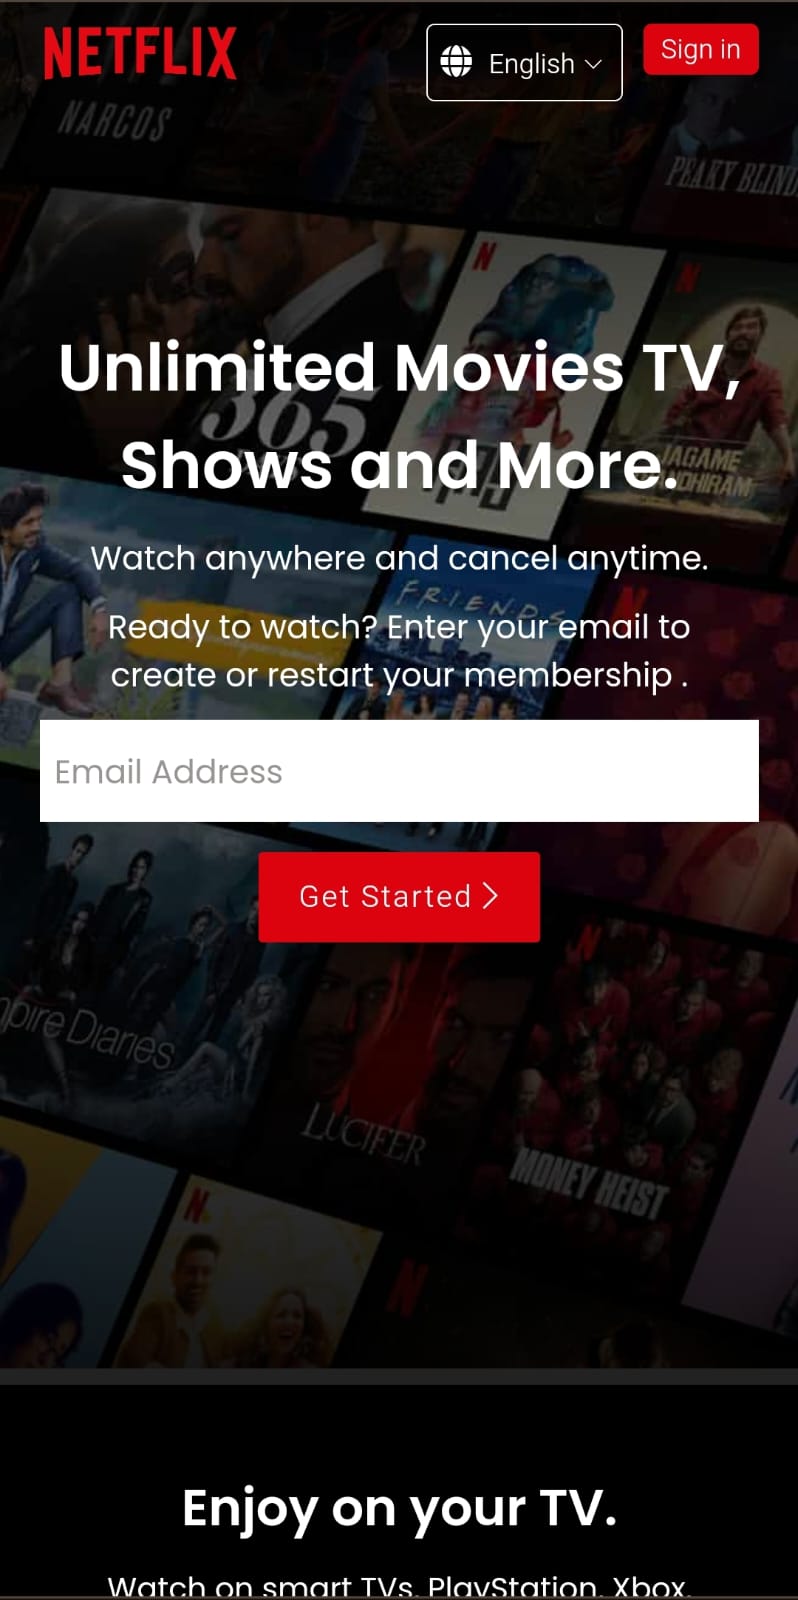 NETFLIX
English
Sign in
NARCOS
PEAKY BLIND
Unlimited Movies TV,
365
Shows and More.
JAGAME
DHIRAM
Watch anywhere and cancel anytime.
FRIENDS
Ready to watch? Enter your email to
create or restart your membership .
Email Address
Get Started
pire Diaries
LUCIFER
MONEY HEIST
Enjoy on your TV.
Watch on smart TVs, PlayStation, Xbox,